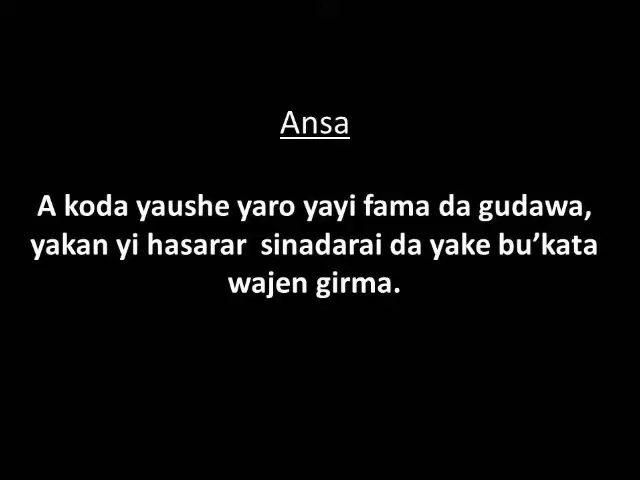 Ansa
A koda yaushe yaro yayi fama da gudawa,
yakan yi hasarar  sinadarai da yake bu’kata
wajen girma.